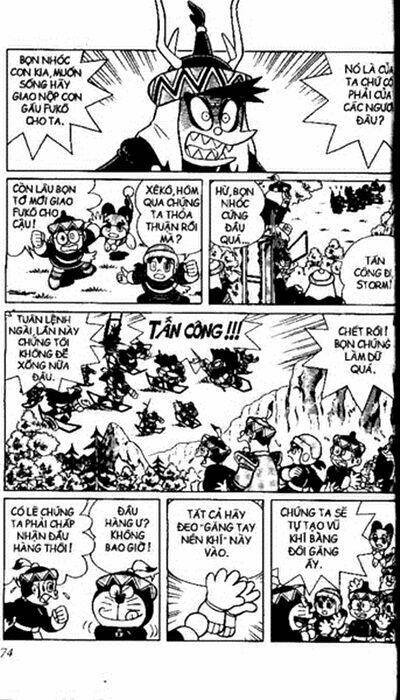 BỌN NHÓC
CON KIA, MUỐN
SỐNG HÃY
GIAO NỘP CON
GẤU FUKÔ
CHO TA.
NÓ LÀ CỦA
TA CHỨ CÓ
PHẢI CỦA
CÁC NGƯƠI
ĐÂU?
CÒN LÂU BỌN
TỚ MỚI GIAO
FUKÔ CHO
CẬU!
XÊKÔ, HÔM
QUA CHÚNG
TA THỎA
THUẬN RỒI
MÀ?
HỪ, BỌN
NHÓC
CỨNG
ĐẦU
QUÁ..
TẤN
CÔNG ĐI,
STORM!
TUÂN LỆNH
NGÀI, LẦN NÀY
CHÚNG TÔI
KHÔNG ĐỂ
XỔNG NỮA
ĐÂU.
TẤN CÔNG!!!
CHẾT RỒI!
BỌN CHÚNG
LÀM DỮ
QUÁ.
CÓ LẼ CHÚNG
TA PHẢI CHẤP
NHẬN ĐẦU
HÀNG THÔI!
ĐẦU
HÀNG Ư?
KHÔNG
BAO GIỜ!
TẤT CẢ HÃY
ĐEO "GĂNG TAY
NÉN KHÍ" NÀY
VÀO.
CHÚNG TA SẼ
TỰ TẠO VŨ
KHÍ BẰNG
ĐÔI GĂNG
ẤY.
74